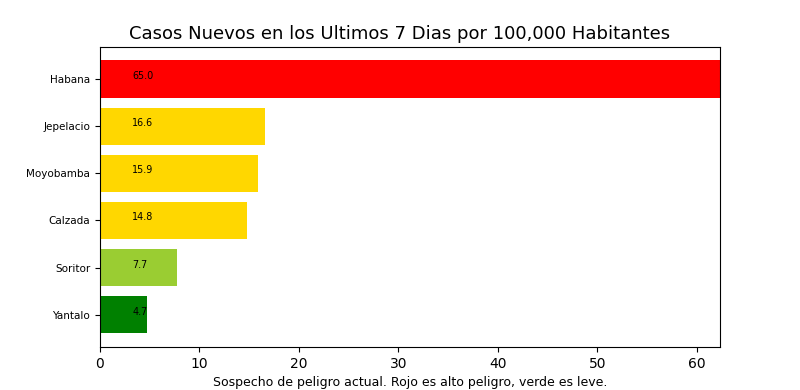 Casos Nuevos en los Ultimos 7 Dias por 100,000 Habitantes
Habana 65.0
Jepelacio 16.6
Moyobamba 15.9
Calzada 14.8
Soritor 7.7
Yantalo 4.7
0 10 20 30 40 50 60
Sospecho de peligro actual. Rojo es alto peligro, verde es leve.